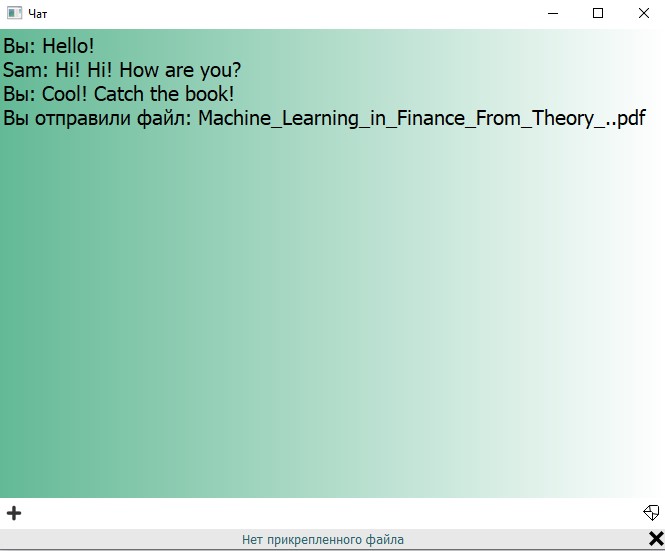 Чат
Вы: Hello!
Sam: Hi! Hi! How are you?
Вы: Cool! Catch the book!
Вы отправили файл: Machine_Learning_in_Finance_From_Theory_..pdf
Нет прикрепленного файла